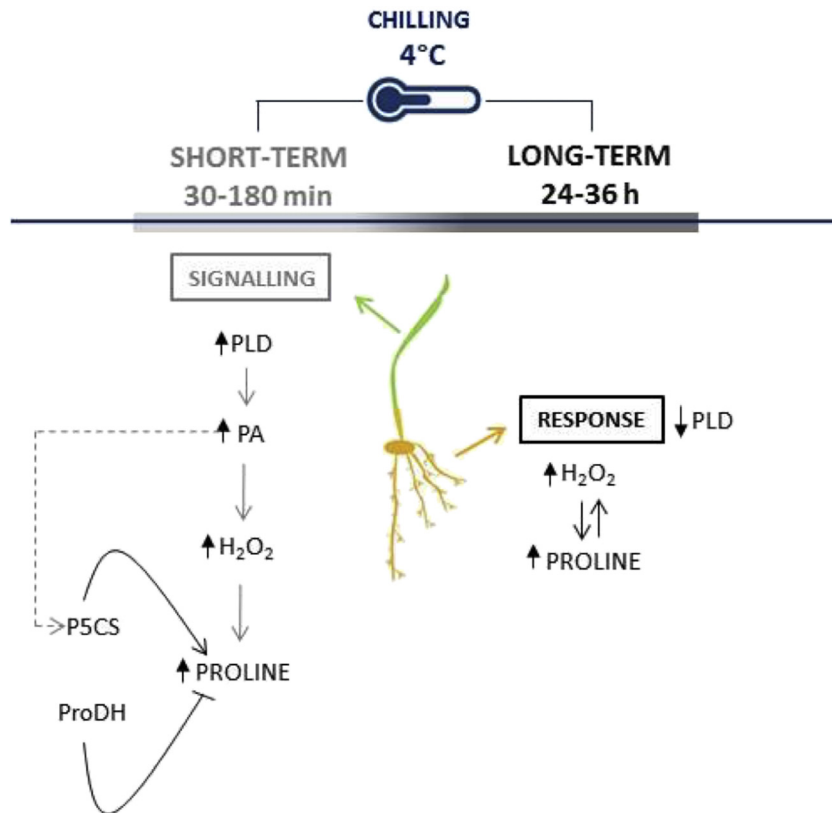 CHILLING
4°C
SHORT-TERM
30-180 min
LONG-TERM
24-36 h
SIGNALLING
PLD
PA
H₂O₂
P5CS
PROLINE
ProDH
RESPONSE
PLD
H₂O₂
PROLINE